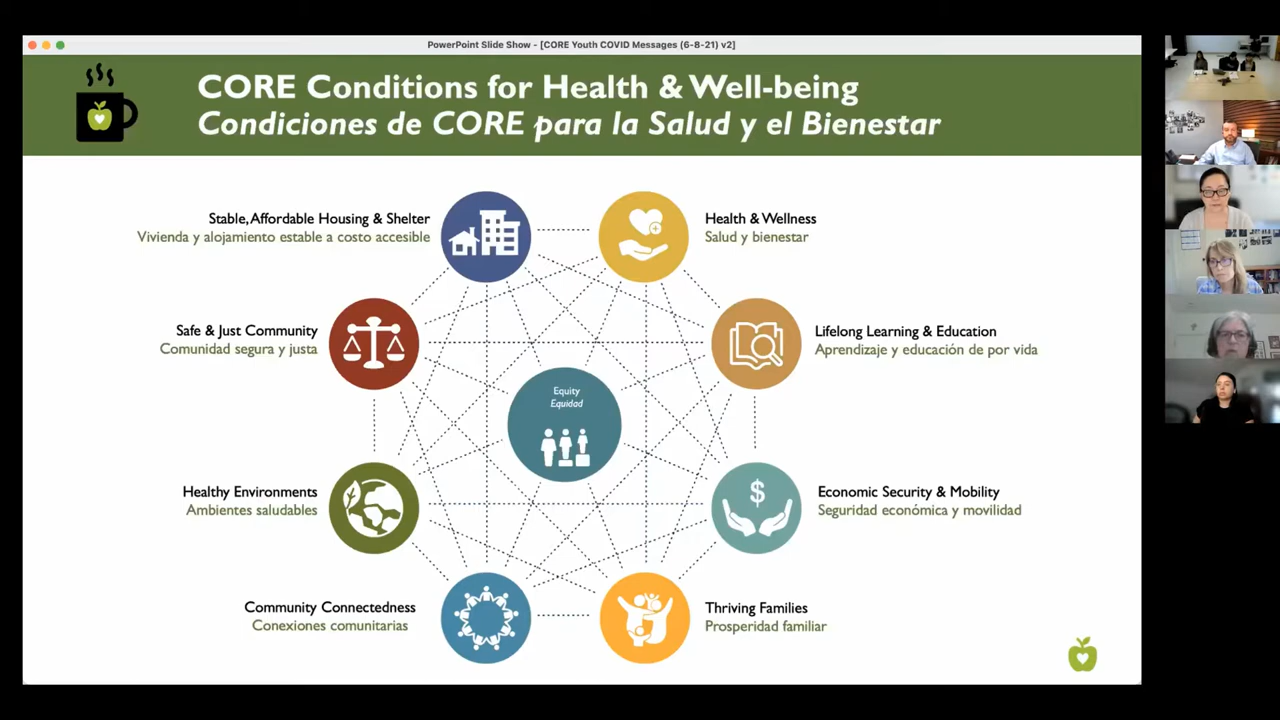 PowerPoint Slide Show - [CORE Youth COVID Messages (6-8-21) v2]
CORE Conditions for Health & Well-being
Condiciones de CORE para la Salud y el Bienestar
Stable, Affordable Housing & Shelter
Vivienda y alojamiento estable a costo accesible
Health & Wellness
Salud y bienestar
Safe & Just Community
Comunidad segura y justa
Lifelong Learning & Education
Aprendizaje y educación de por vida
Equity
Equidad
Healthy Environments
Ambientes saludables
$
Economic Security & Mobility
Seguridad económica y movilidad
Community Connectedness
Conexiones comunitarias
Thriving Families
Prosperidad familiar